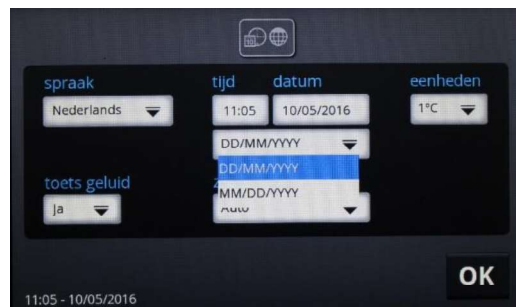 spraak tijd datum eenheden
Nederlands 11:05 10/05/2016 1°C
DD/MM/YYYY
DD/MM/YYYY
toets geluid
MM/DD/YYYY
Ja Auto
OK
11:05 - 10/05/2016